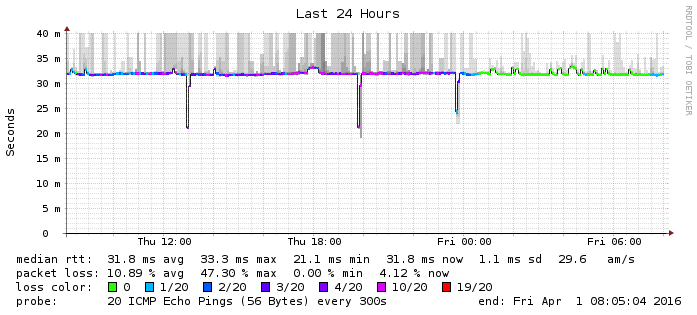 Last 24 Hours
RRDTOOL / TOBI OETIKER
Seconds
40 m
35 m
30 m
25 m
20 m
15 m
10 m
5 m
0
Thu 12:00 Thu 18:00 Fri 00:00 Fri 06:00
median rtt: 31.8 ms avg 33.3 ms max 21.1 ms min 31.8 ms now 1.1 ms sd 29.6 am/s
packet loss: 10.89 % avg 47.30 % max 0.00 % min 4.12 % now
loss color: 0 1/20 2/20 3/20 4/20 10/20 19/20
probe: 20 ICMP Echo Pings (56 Bytes) every 300s end: Fri Apr 1 08:05:04 2016